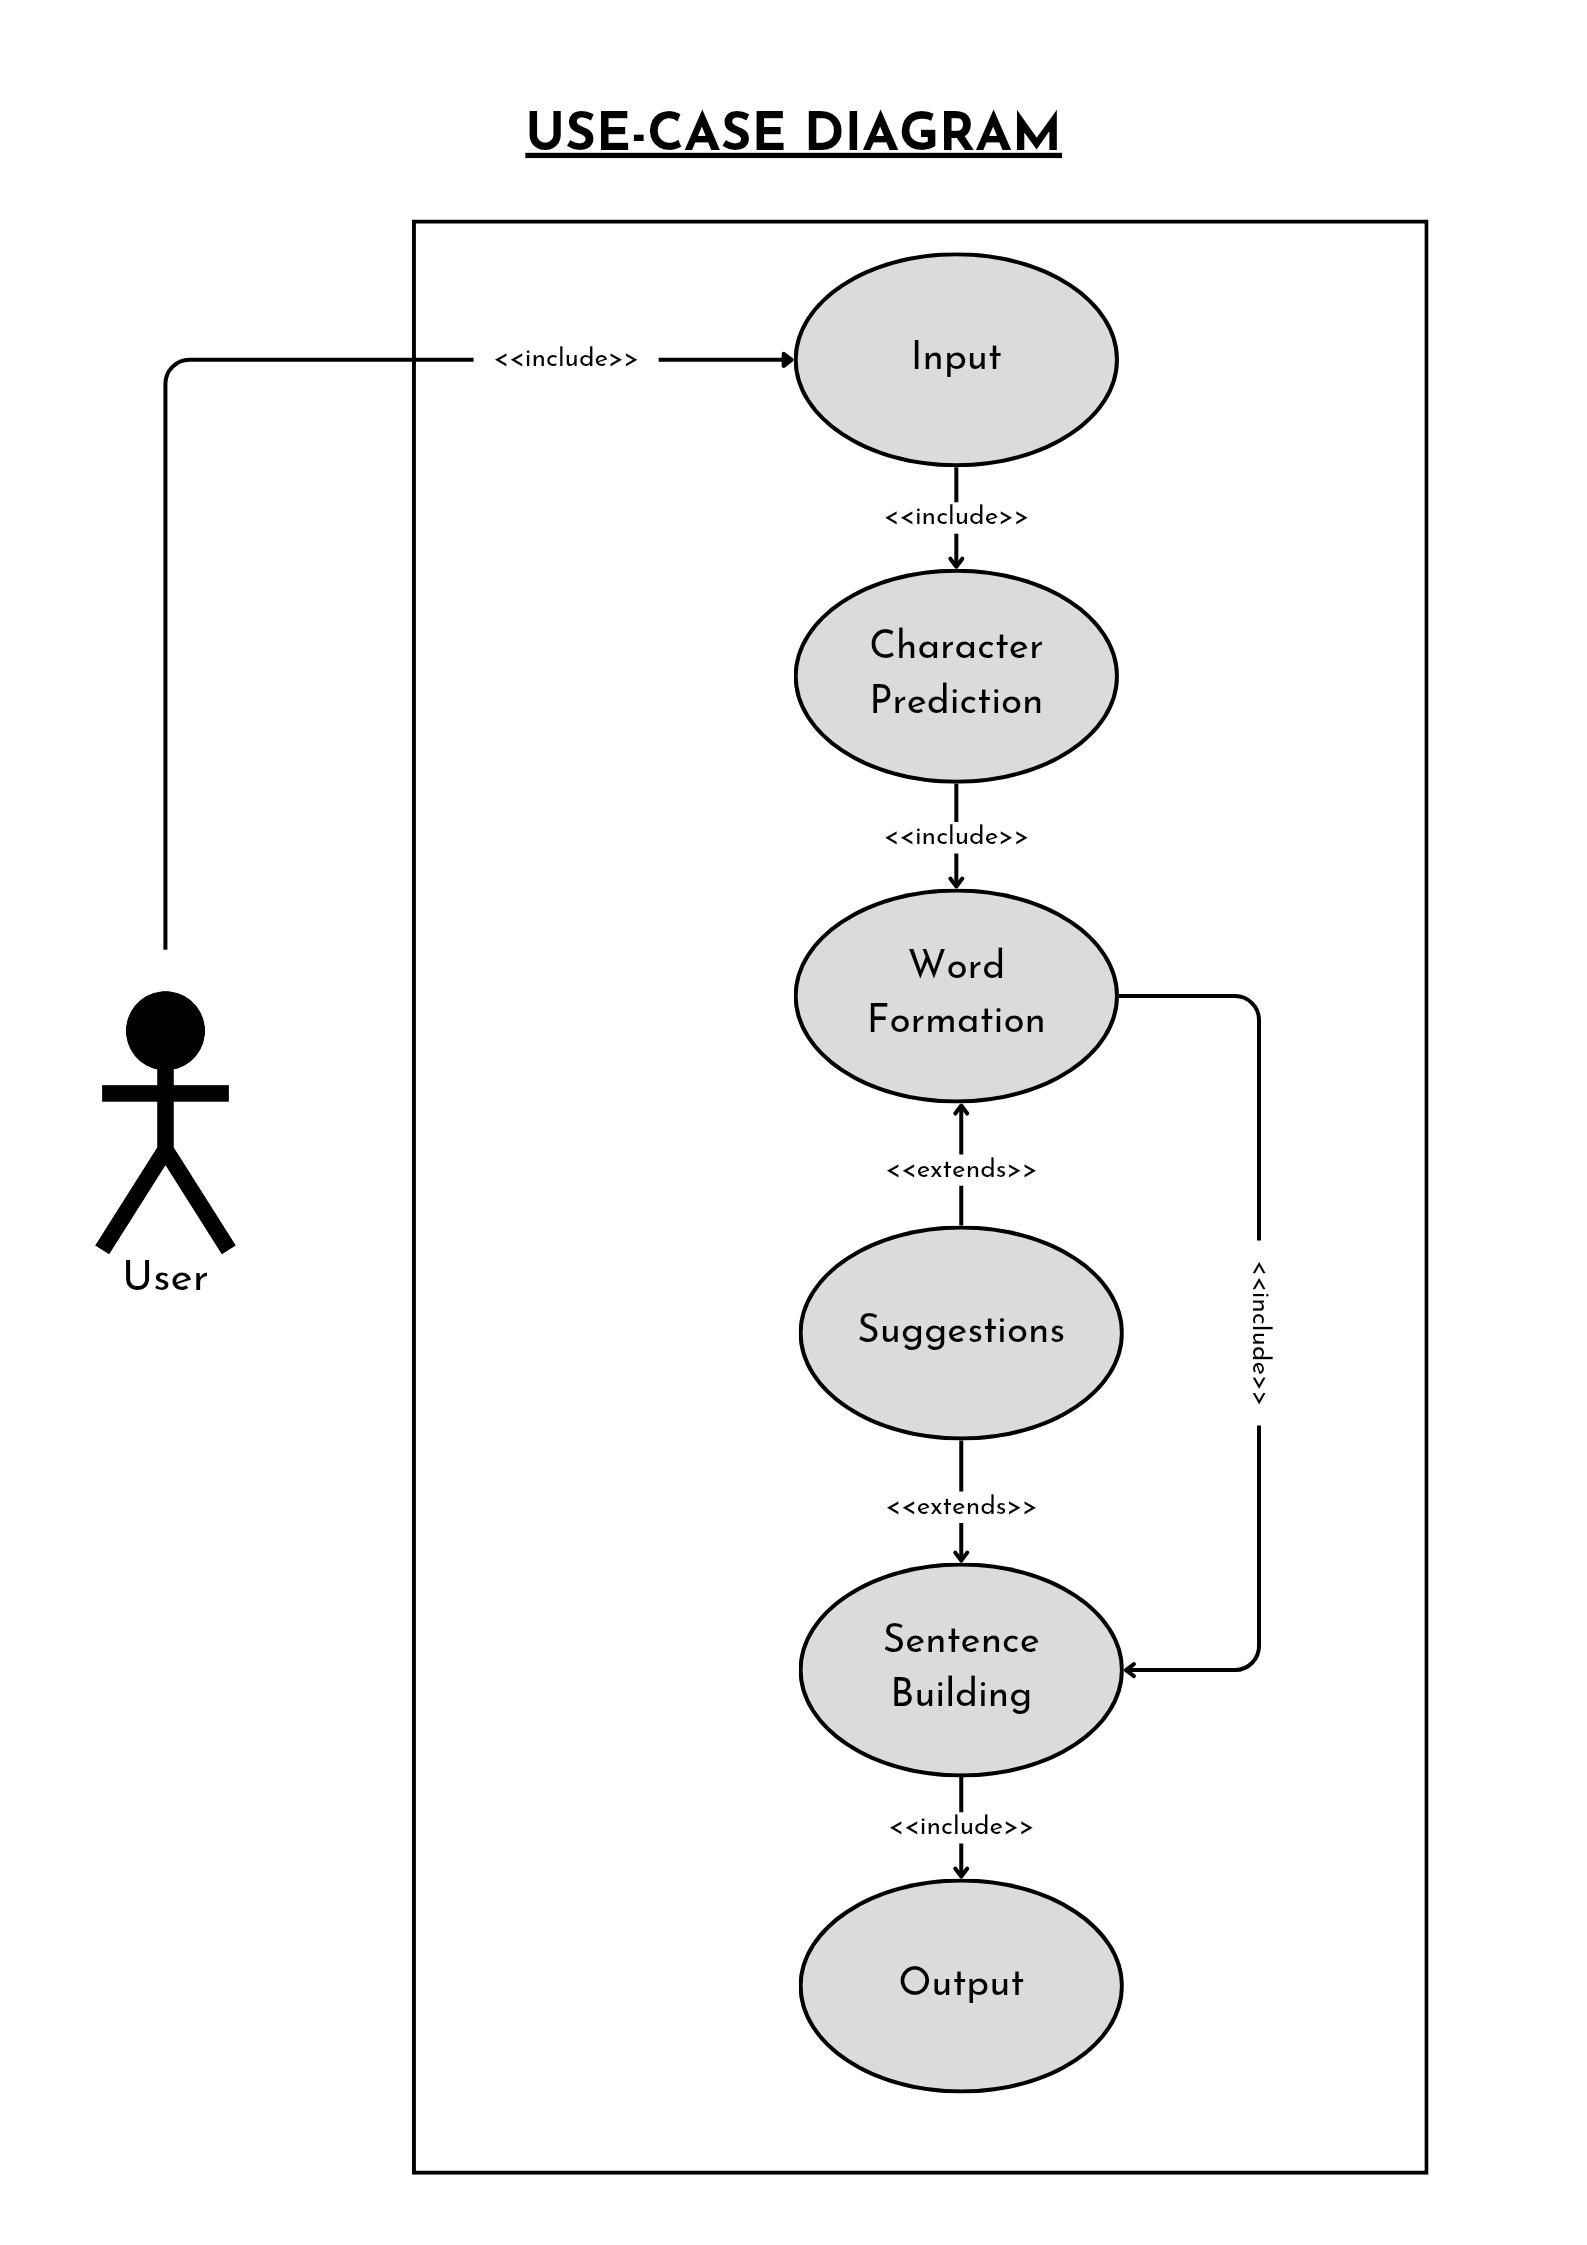 USE-CASE DIAGRAM
<<include>>
Input
<<include>>
Character
Prediction
<<include>>
Word
Formation
<<extends>>
User
Suggestions
<<include>>
<<extends>>
Sentence
Building
<<include>>
Output